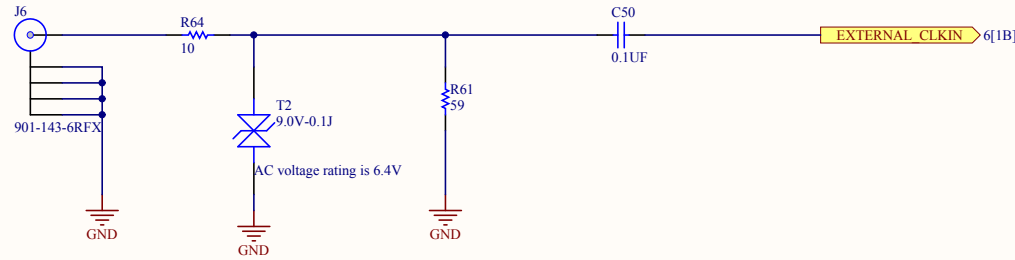 J6
R64
10
C50
0.1UF
EXTERNAL_CLKIN
6[1B]
R61
59
T2
9.0V-0.1J
901-143-6RFX
AC voltage rating is 6.4V
GND
GND
GND